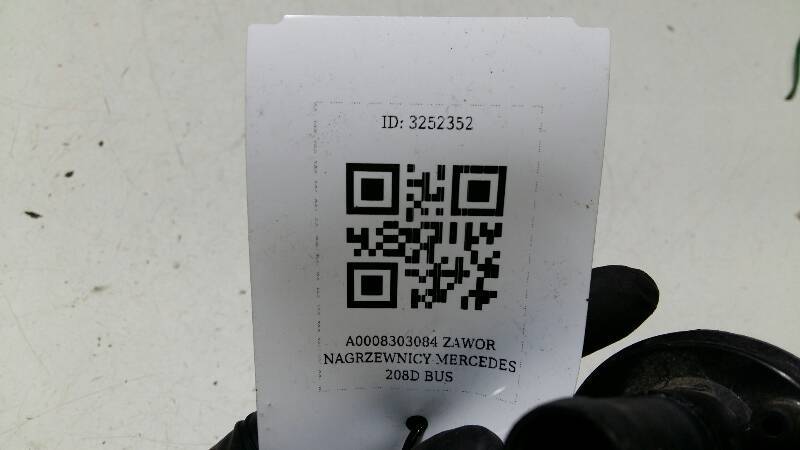 ID: 3252352
A0008303084 ZAWOR
NAGRZEWNICY MERCEDES
208D BUS